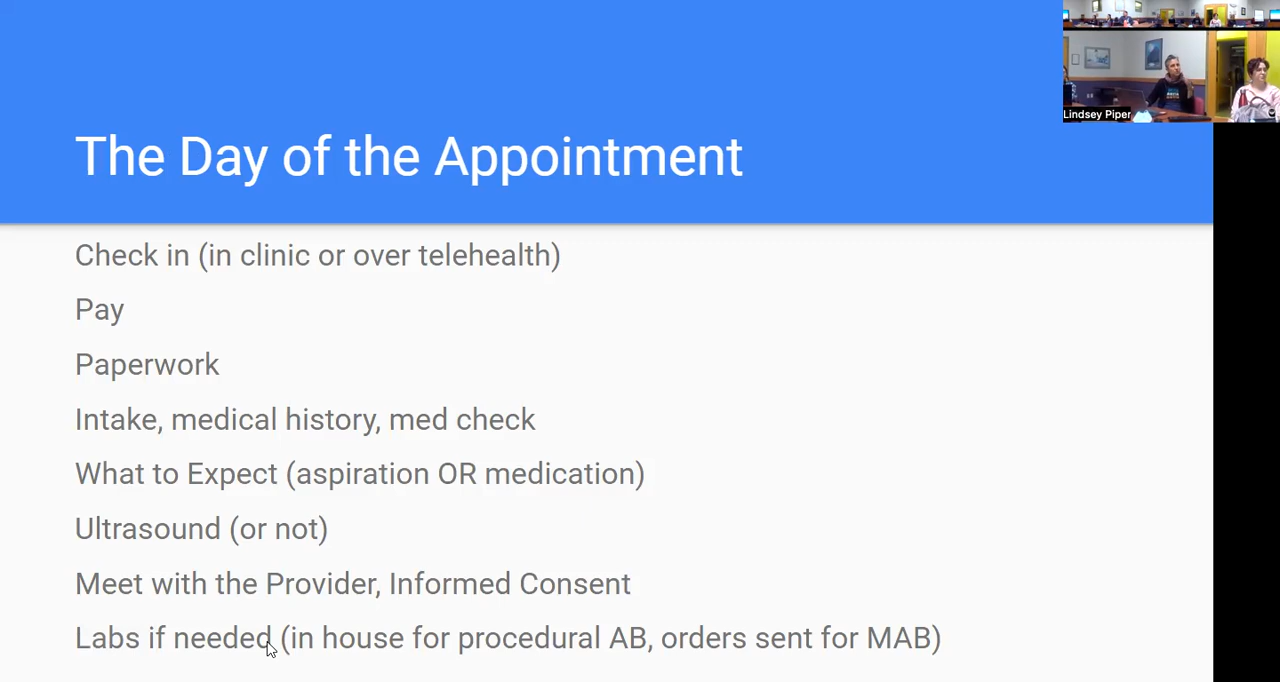 The Day of the Appointment
Lindsey Piper
Check in (in clinic or over telehealth)
Pay
Paperwork
Intake, medical history, med check
What to Expect (aspiration OR medication)
Ultrasound (or not)
Meet with the Provider, Informed Consent
Labs if needed (in house for procedural AB, orders sent for MAB)